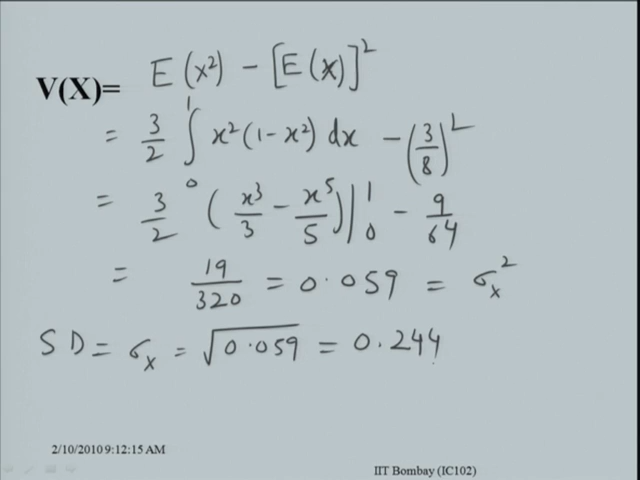 V(X)= E(x²) − [E(x)]²
= 3/2 ∫₀¹ x²(1−x²) dx − (3/8)²
= 3/2 (x³/3 − x⁵/5)|₀¹ − 9/64
= 19/320 = 0.059 = σₓ²
SD = σₓ = √0.059 = 0.244
2/10/2010 9:12:15 AM
IIT Bombay (IC102)